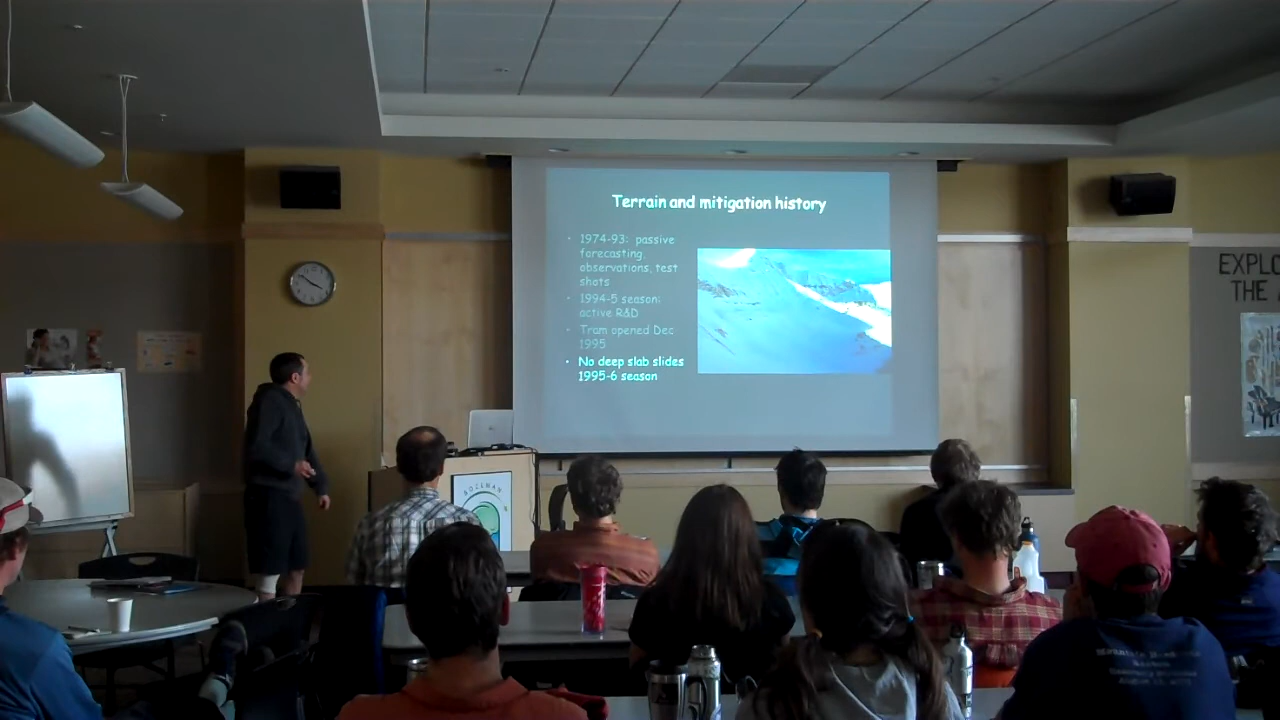 Terrain and mitigation history
• 1974-93: passive
forecasting,
observations, test
shots
• 1994-5 season:
active R&D
• Tram opened Dec
1995
• No deep slab slides
1995-6 season
EXPLO
THE
BOZEMAN